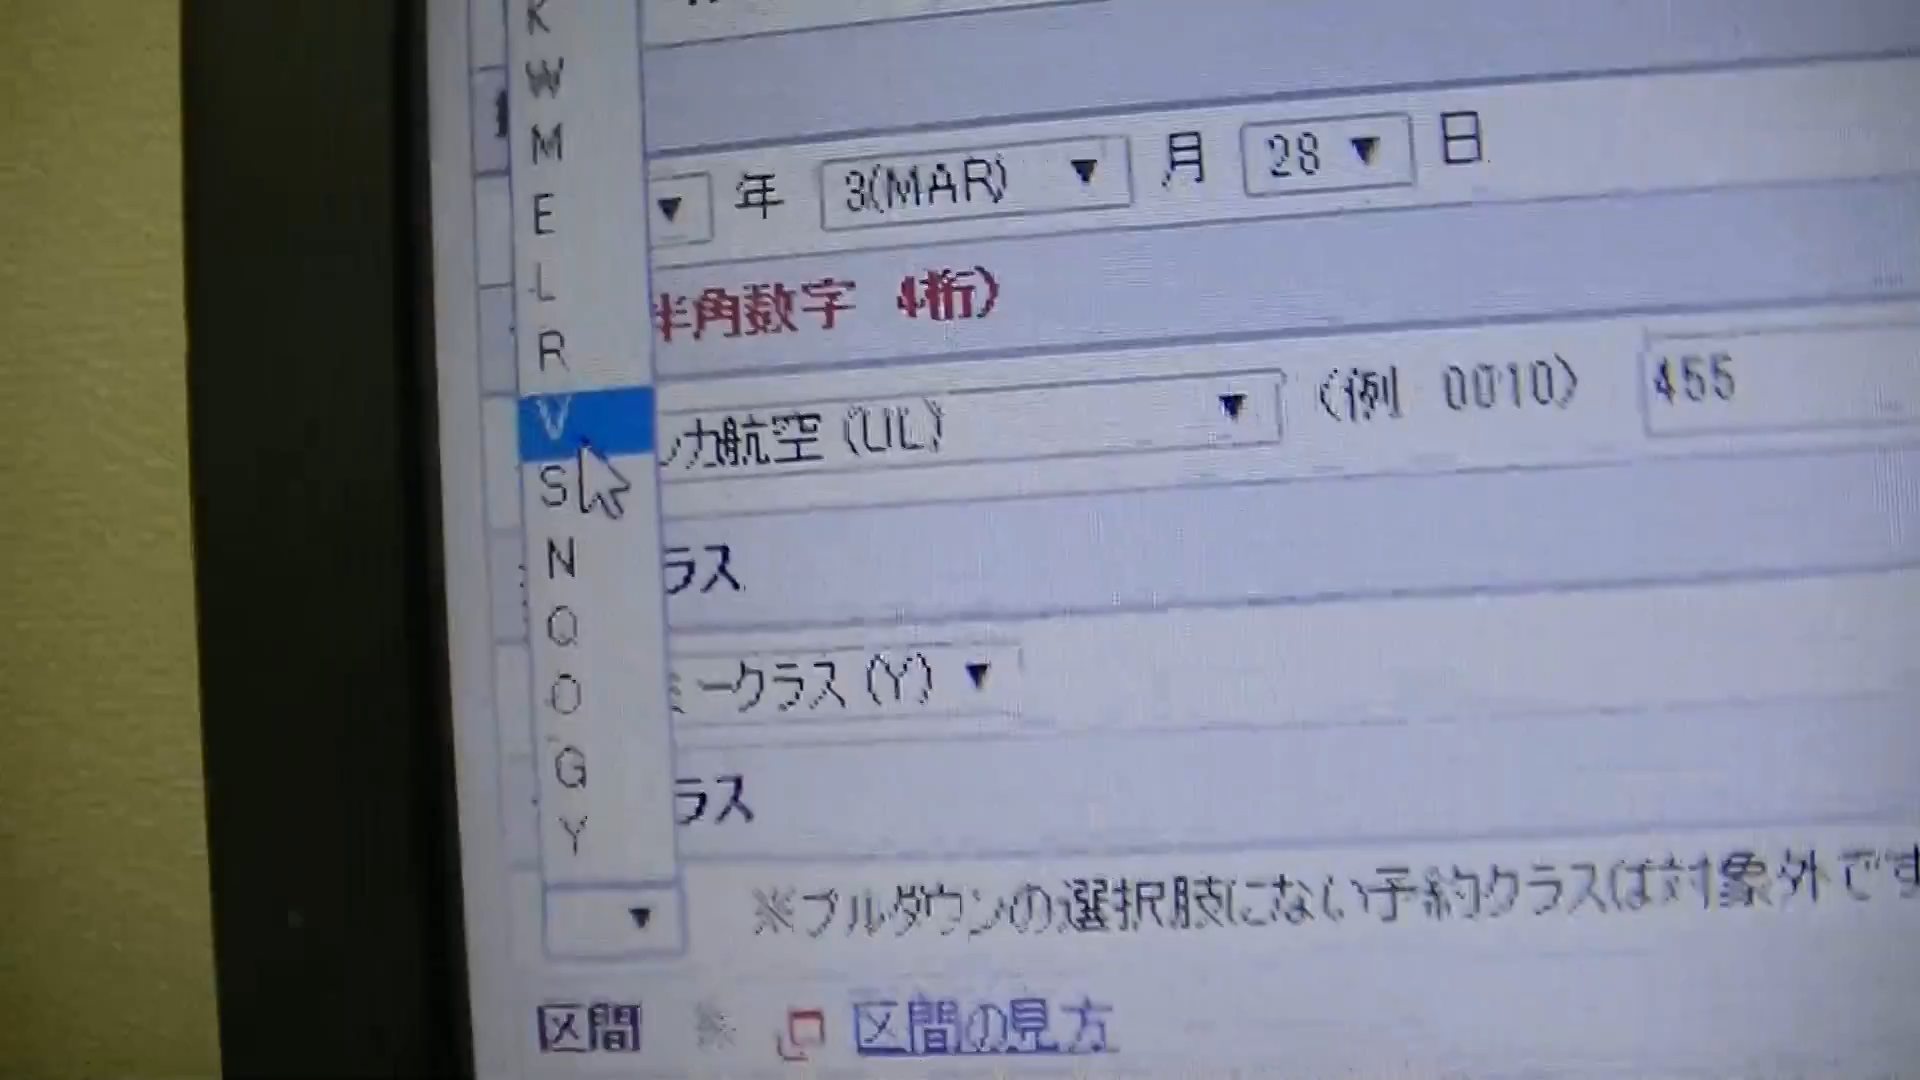 K
W
M
E
L
R
V
S
N
Q
O
G
Y
年 3(MAR) 月 28 日
半角数字 4桁)
ンカ航空 (UL) (例 0010) 455
ラス
ミークラス (Y)
ラス
※プルダウンの選択肢にない予約クラスは対象外です
区間 ※ 区間の見方